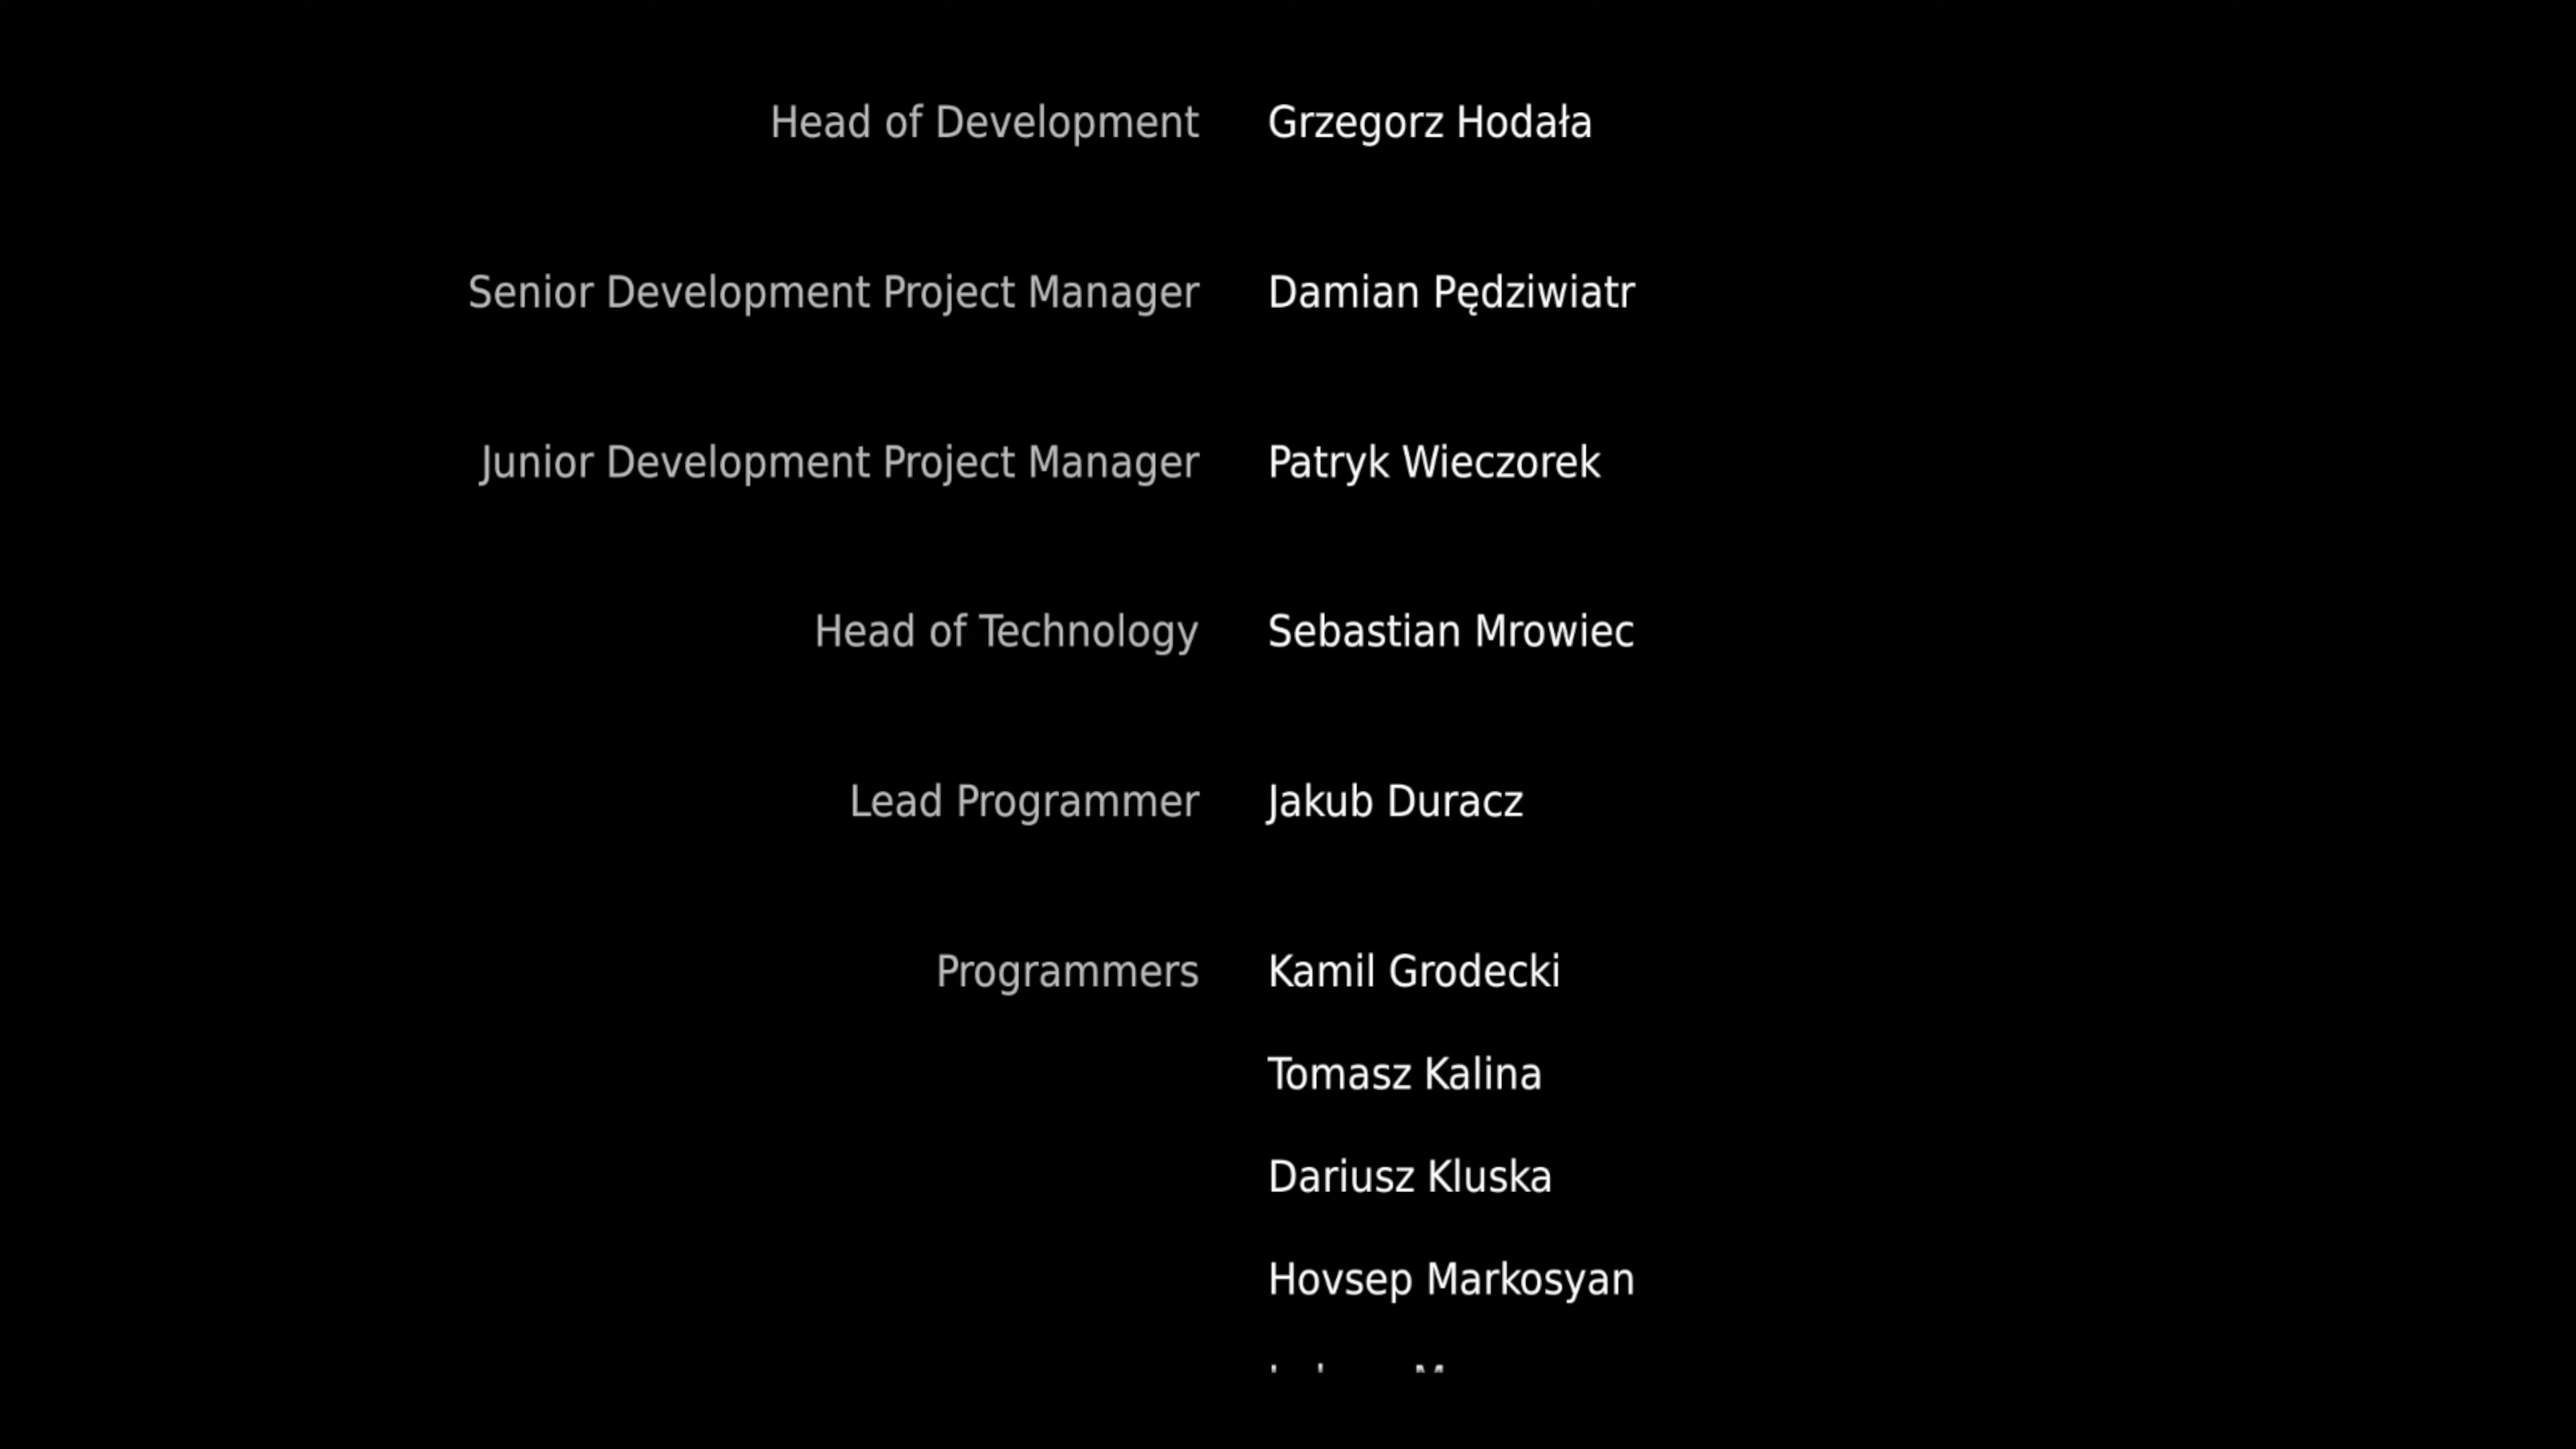 Head of Development Grzegorz Hodała
Senior Development Project Manager Damian Pędziwiatr
Junior Development Project Manager Patryk Wieczorek
Head of Technology Sebastian Mrowiec
Lead Programmer Jakub Duracz
Programmers Kamil Grodecki
Tomasz Kalina
Dariusz Kluska
Hovsep Markosyan